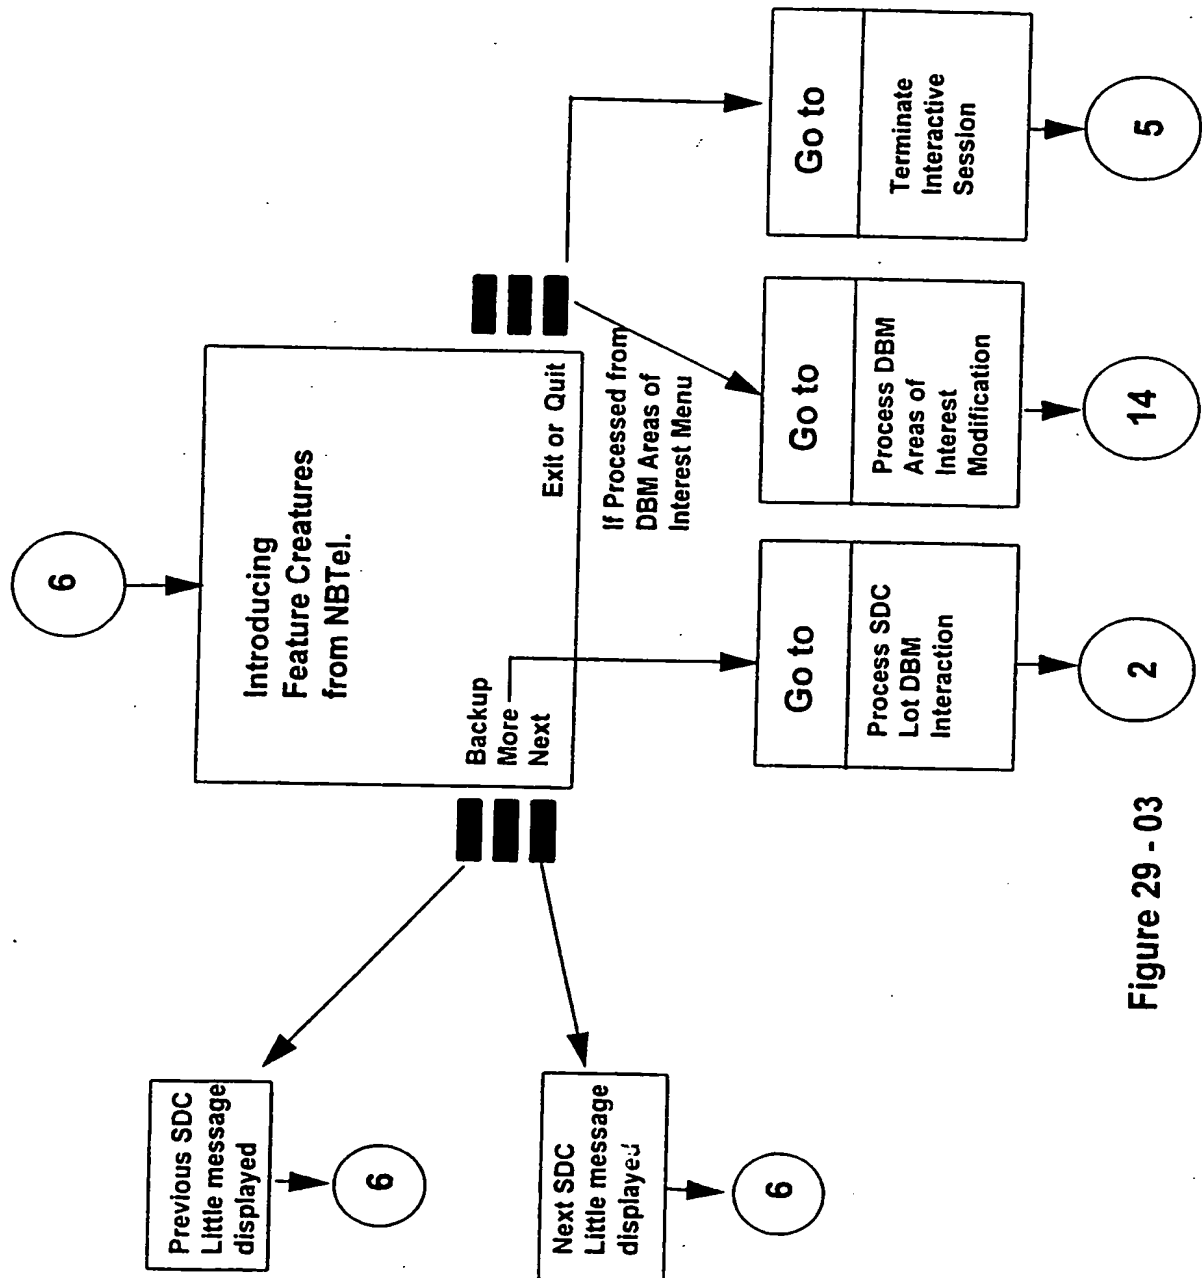 6
Introducing
Feature Creatures
from NBTel.
Backup
More
Next
Exit or Quit
If Processed from
DBM Areas of
Interest Menu
Previous SDC
Little message
displayed
6
Next SDC
Little message
displayed
6
Go to
Process SDC
Lot DBM
Interaction
2
Go to
Process DBM
Areas of
Interest
Modification
14
Go to
Terminate
Interactive
Session
5
Figure 29 - 03